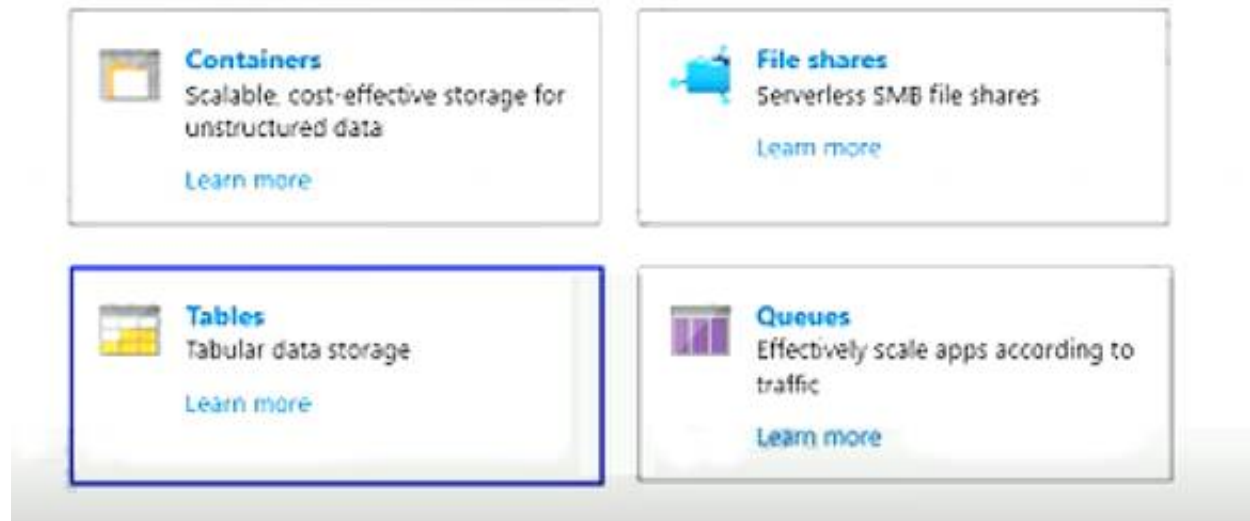 Containers
Scalable, cost-effective storage for
unstructured data
Learn more
File shares
Serverless SMB file shares
Learn more
Tables
Tabular data storage
Learn more
Queues
Effectively scale apps according to
traffic
Learn more